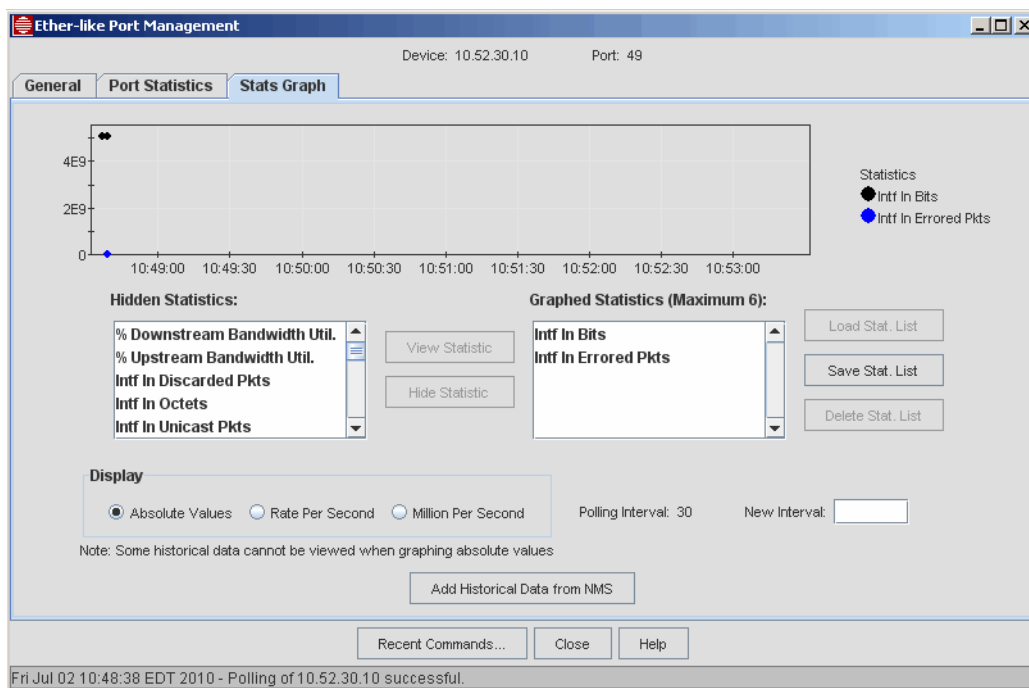 Ether-like Port Management
Device: 10.52.30.10 Port: 49
General Port Statistics Stats Graph
4E9
2E9
0
10:49:00 10:49:30 10:50:00 10:50:30 10:51:00 10:51:30 10:52:00 10:52:30 10:53:00
Statistics
Intf In Bits
Intf In Errored Pkts
Hidden Statistics:
% Downstream Bandwidth Util.
% Upstream Bandwidth Util.
Intf In Discarded Pkts
Intf In Octets
Intf In Unicast Pkts
View Statistic
Hide Statistic
Graphed Statistics (Maximum 6):
Intf In Bits
Intf In Errored Pkts
Load Stat. List
Save Stat. List
Delete Stat. List
Display
Absolute Values Rate Per Second Million Per Second
Polling Interval: 30 New Interval:
Note: Some historical data cannot be viewed when graphing absolute values
Add Historical Data from NMS
Recent Commands... Close Help
Fri Jul 02 10:48:38 EDT 2010 - Polling of 10.52.30.10 successful.